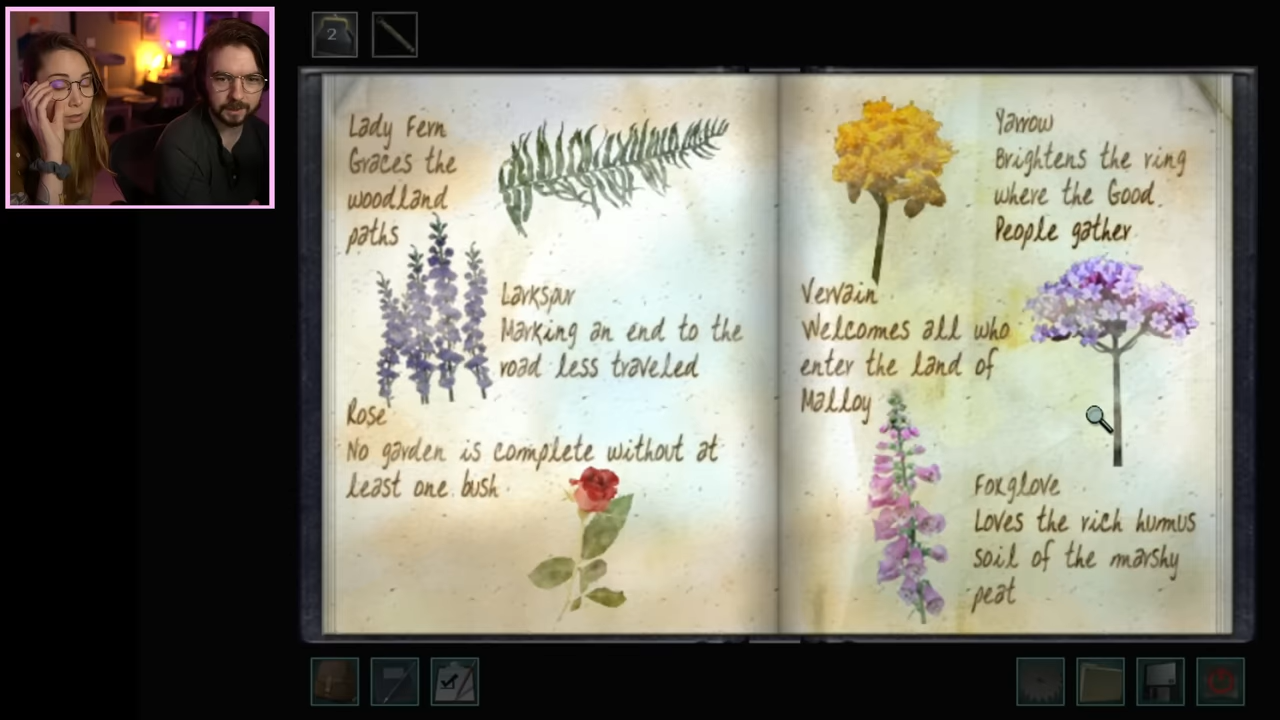 2
Lady Fern
Graces the
woodland
paths
Larkspur
Marking an end to the
road less traveled
Rose
No garden is complete without at
least one bush
Yarrow
Brightens the ring
where the Good
People gather
Vervain
Welcomes all who
enter the land of
Malloy
Foxglove
Loves the rich humus
soil of the marshy
peat